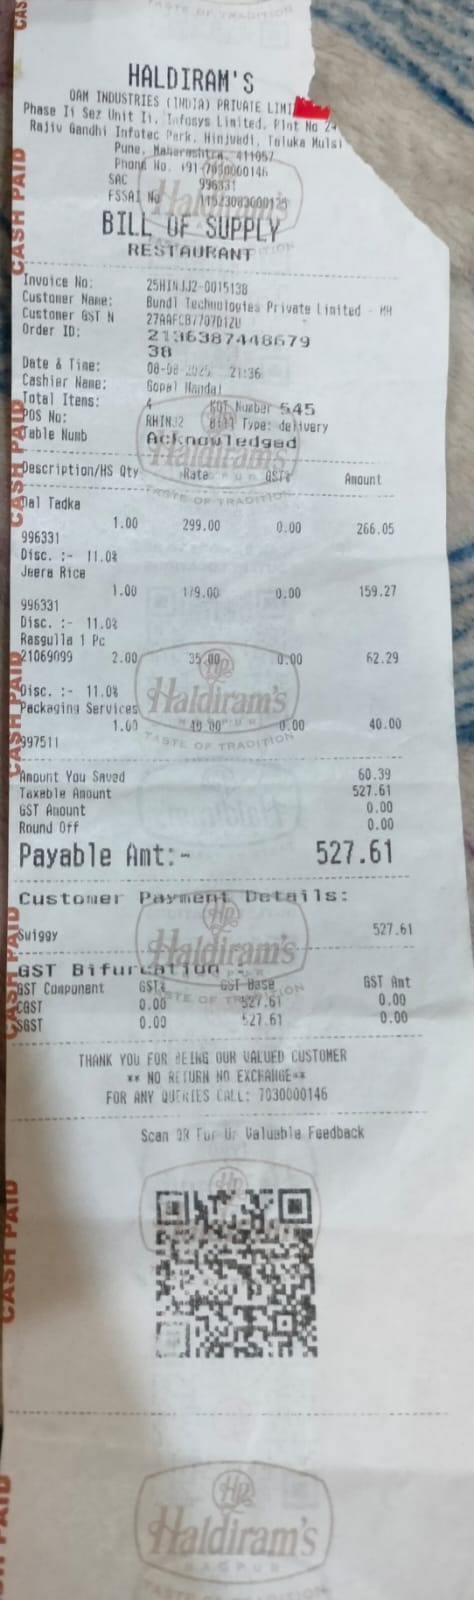 HALDIRAM'S
OAM INDUSTRIES (INDIA) PRIVATE LIMI
Phase Ii Sez Unit Ii, Infosys Limited, Plot No 24
Rajiv Gandhi Infotec Park, Hinjwadi, Taluka Mulsi
Pune, Maharashtra, 411057
Phone No. +91-7030000146
SAC 996331
FSSAI No 11523083000125
BILL OF SUPPLY
RESTAURANT
Invoice No: 25HINJJ2-0015138
Customer Name: Bundl Technologies Private Limited - MH
Customer GST N
Order ID: 2136387448679
38
Date & Time: 08-08-2025 21:36
Cashier Name: Gopal Mandal
Total Items: 4 KOT Number 545
POS No: RHINJ2 Bill Type: delivery
Table Numb Acknowledged
Description/HS Qty Rate GST% Amount
Dal Tadka
1.00 299.00 0.00 266.05
996331
Disc. :- 11.0%
Jeera Rice
1.00 179.00 0.00 159.27
996331
Disc. :- 11.0%
Rasgulla 1 Pc
21069099 2.00 35.00 0.00 62.29
Disc. :- 11.0%
Packaging Services
1.00 40.00 0.00 40.00
997511
Amount You Saved 60.39
Taxable Amount 527.61
GST Amount 0.00
Round Off 0.00
Payable Amt:- 527.61
Customer Payment Details:
Swiggy 527.61
GST Bifurcation :-
GST Component GST% GST Base GST Amt
CGST 0.00 527.61 0.00
SGST 0.00 527.61 0.00
THANK YOU FOR BEING OUR VALUED CUSTOMER
** NO RETURN NO EXCHANGE**
FOR ANY QUERIES CALL: 7030000146
Scan QR For Ur Valuable Feedback
CASH PAID
CASH PAID
CASH PAID
CASH PAID
CASH PAID
Haldiram's
NAGPUR
TASTE OF TRADITION